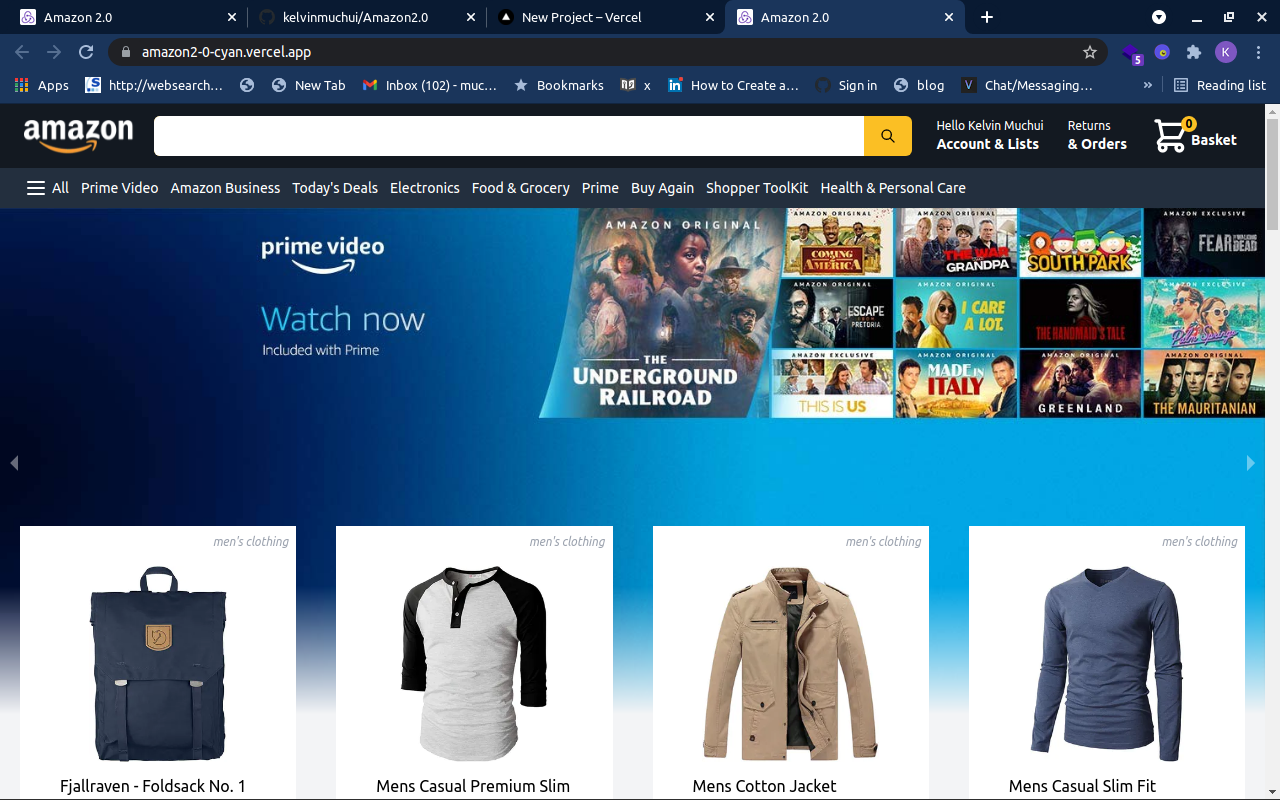 Amazon 2.0
kelvinmuchui/Amazon2.0
New Project – Vercel
Amazon 2.0
amazon2-0-cyan.vercel.app
5
K
Apps
http://websearch...
New Tab
Inbox (102) - muc...
Bookmarks
x
How to Create a...
Sign in
blog
Chat/Messaging...
»
Reading list
amazon
Hello Kelvin Muchui
Account & Lists
Returns
& Orders
0
Basket
All Prime Video Amazon Business Today's Deals Electronics Food & Grocery Prime Buy Again Shopper ToolKit Health & Personal Care
prime video
Watch now
Included with Prime
AMAZON ORIGINAL
THE
UNDERGROUND
RAILROAD
AMAZON ORIGINAL
COMING
AMERICA
AMAZON ORIGINAL
THE WAR
GRANDPA
SOUTH PARK
AMAZON EXCLUSIVE
FEAR THE WALKING
DEAD
AMAZON ORIGINAL
ESCAPE
FROM
PRETORIA
AMAZON ORIGINAL
I CARE
A LOT.
THE HANDMAID'S TALE
AMAZON EXCLUSIVE
Palm Springs
AMAZON EXCLUSIVE
THIS IS US
AMAZON ORIGINAL
MADE IN
ITALY
AMAZON ORIGINAL
GREENLAND
AMAZON ORIGINAL
THE MAURITANIAN
men's clothing
men's clothing
men's clothing
men's clothing
Fjallraven - Foldsack No. 1
Mens Casual Premium Slim
Mens Cotton Jacket
Mens Casual Slim Fit